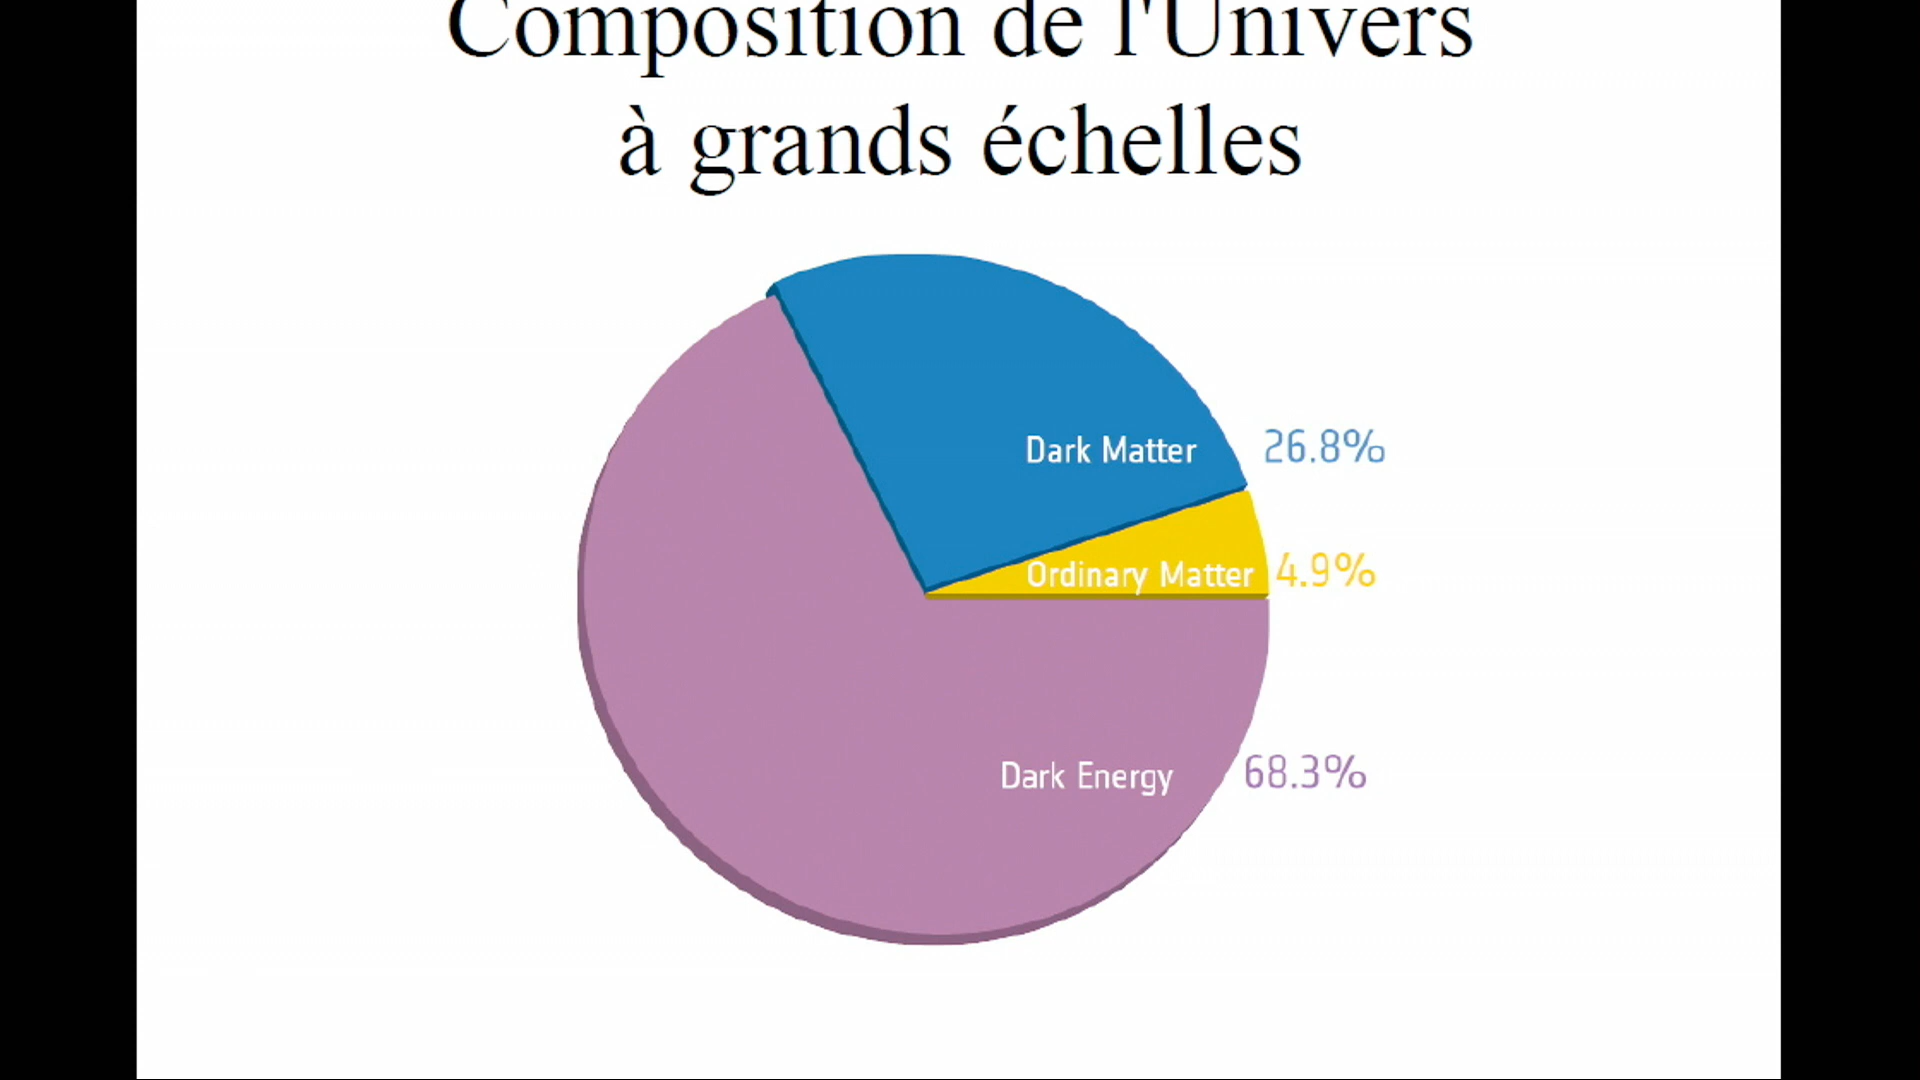 Composition de l'Univers
à grands échelles
Dark Matter 26.8%
Ordinary Matter 4.9%
Dark Energy 68.3%